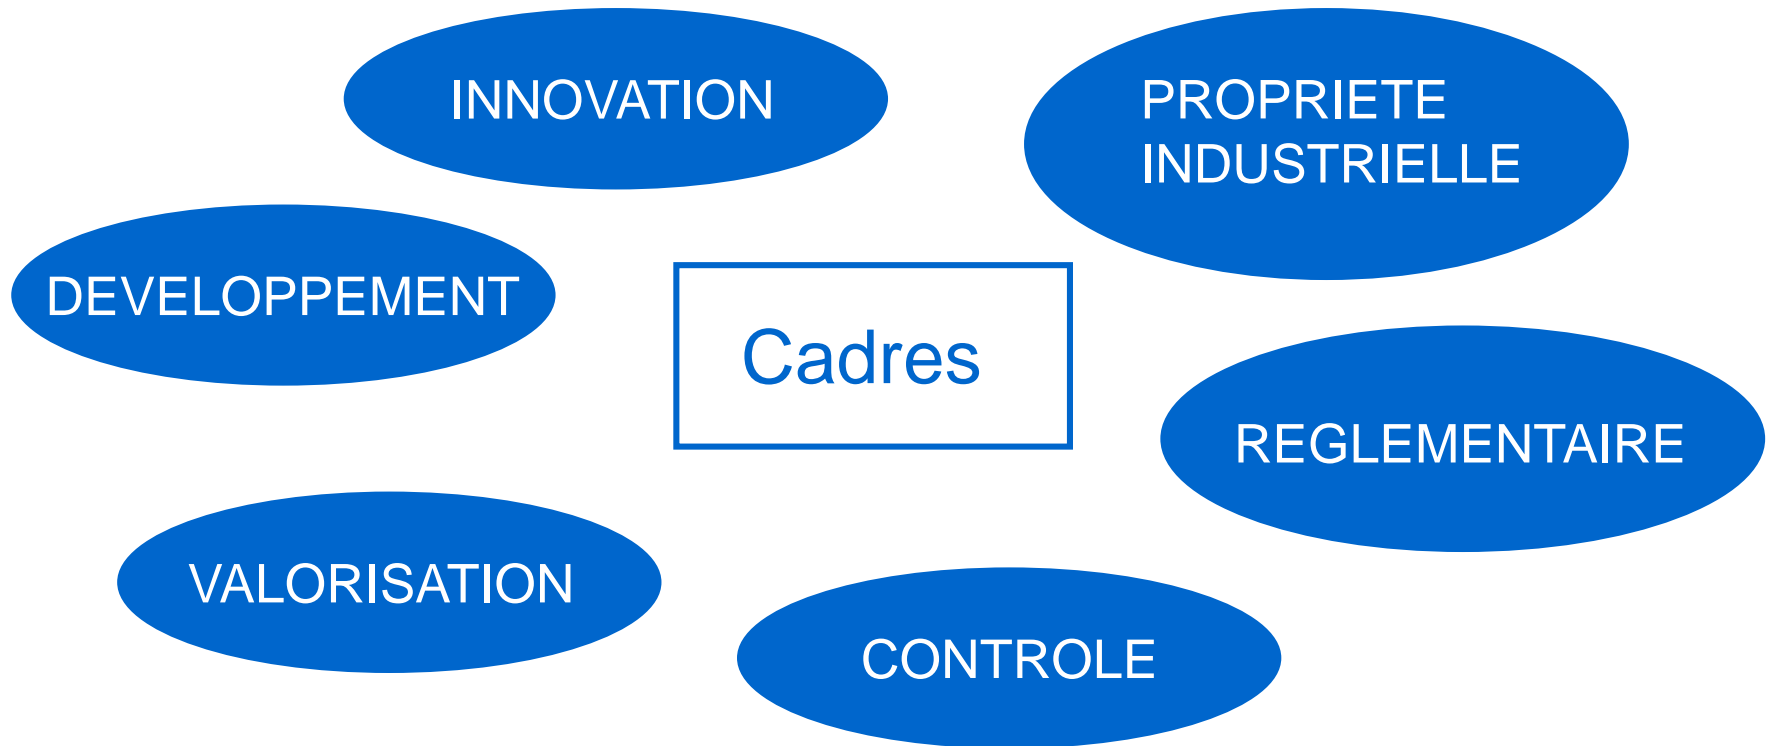 INNOVATION
PROPRIETE
INDUSTRIELLE
DEVELOPPEMENT
Cadres
REGLEMENTAIRE
VALORISATION
CONTROLE